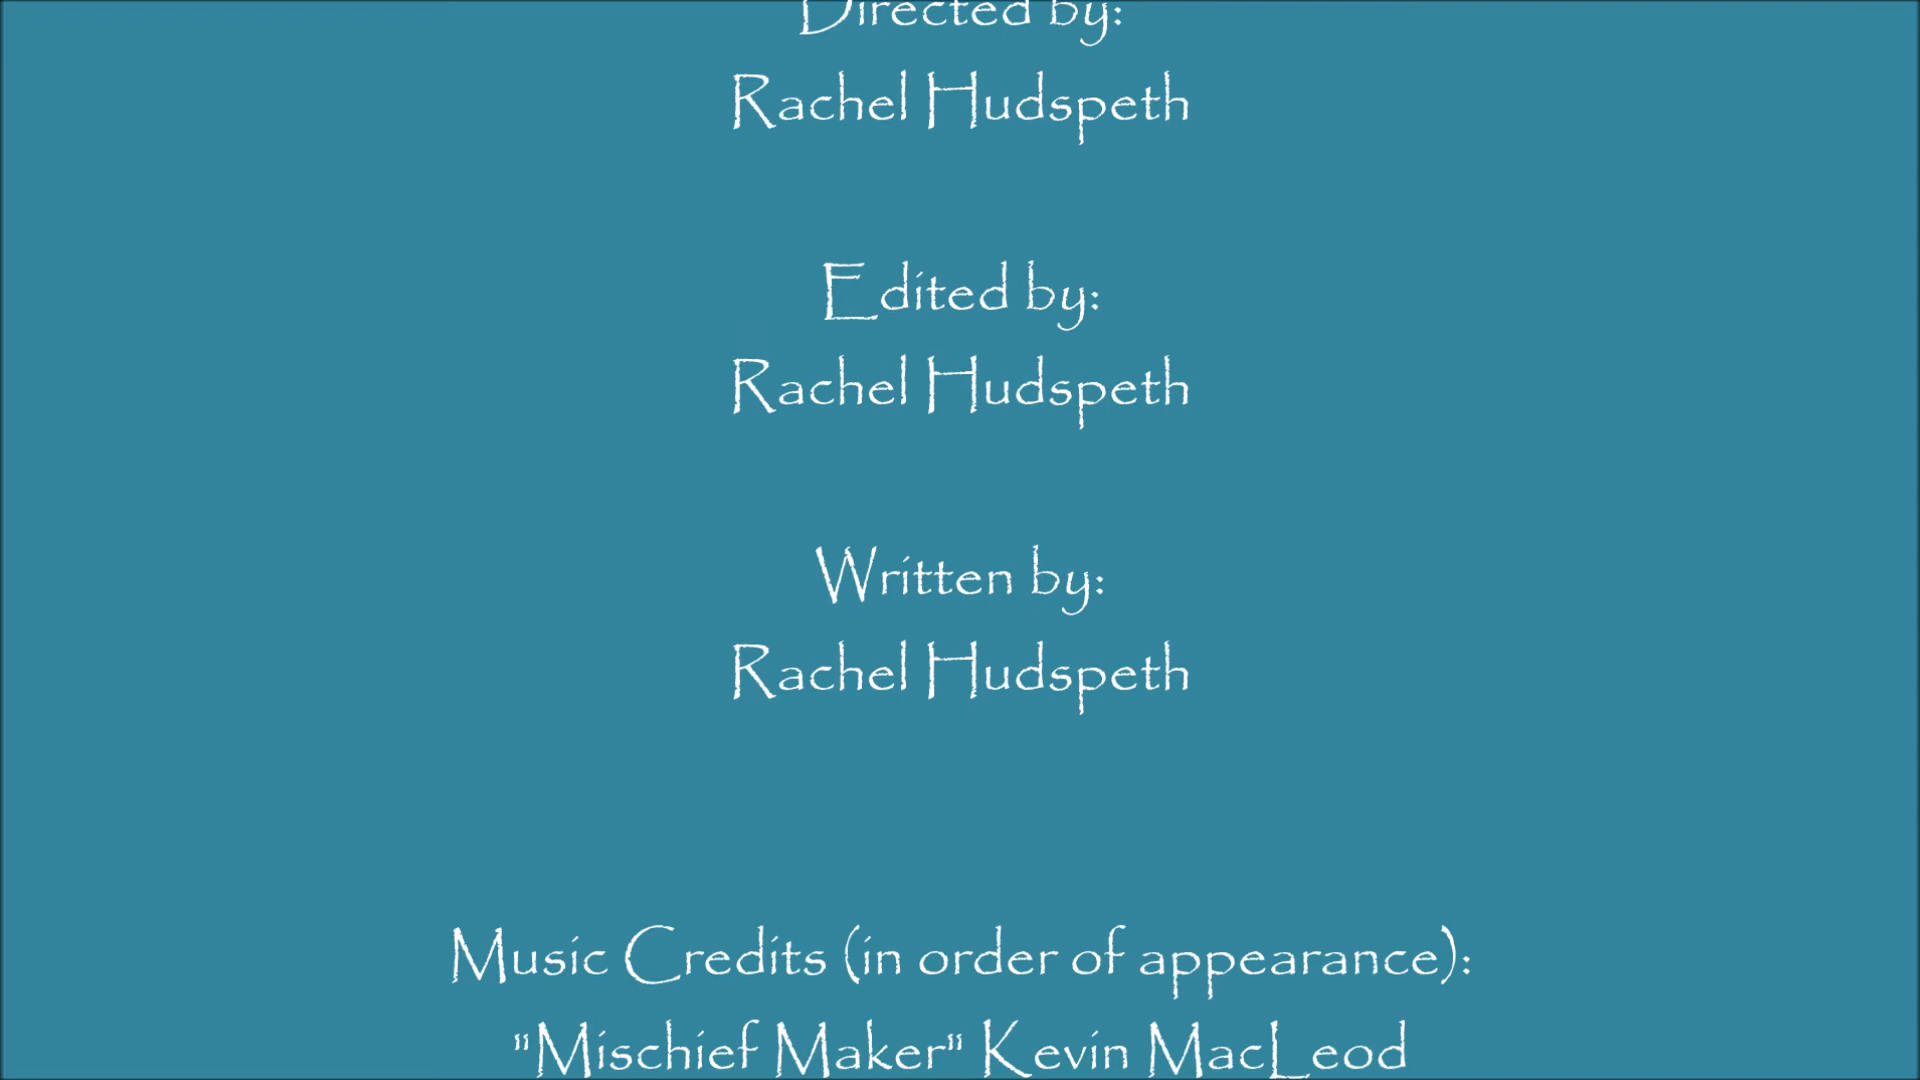 Directed by:
Rachel Hudspeth
Edited by:
Rachel Hudspeth
Written by:
Rachel Hudspeth
Music Credits (in order of appearance):
"Mischief Maker" Kevin MacLeod